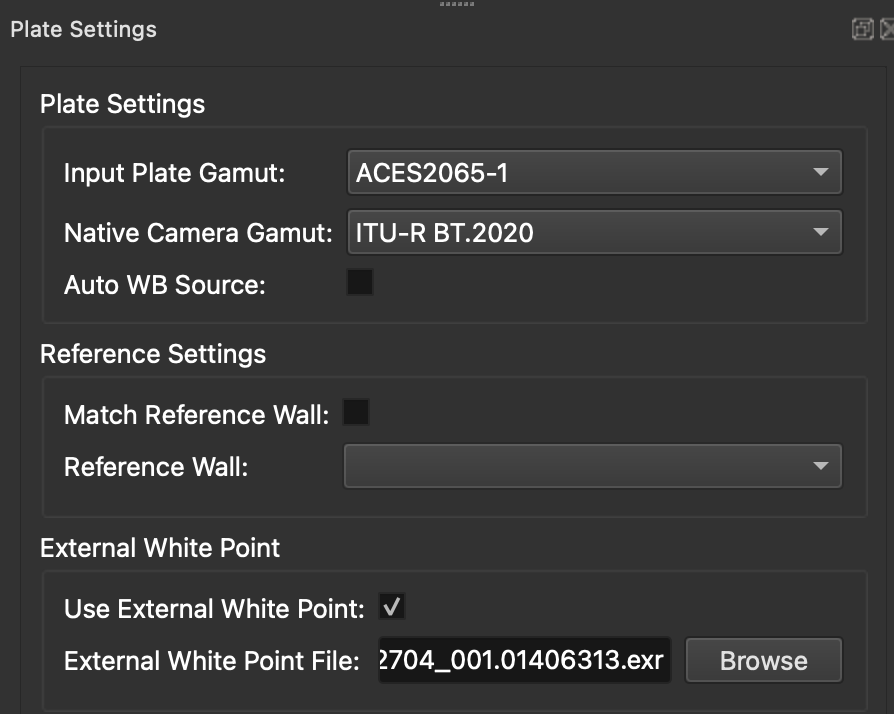 Plate Settings
Plate Settings
Input Plate Gamut: ACES2065-1
Native Camera Gamut: ITU-R BT.2020
Auto WB Source:
Reference Settings
Match Reference Wall:
Reference Wall:
External White Point
Use External White Point:
External White Point File: 2704_001.01406313.exr Browse